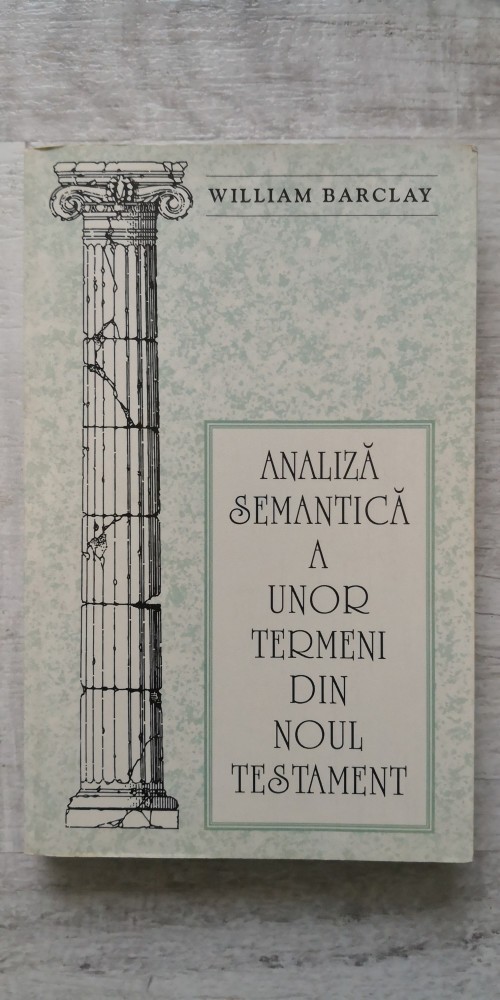 WILLIAM BARCLAY
ANALIZĂ
SEMANTICĂ
A
UNOR
TERMENI
DIN
NOUL
TESTAMENT